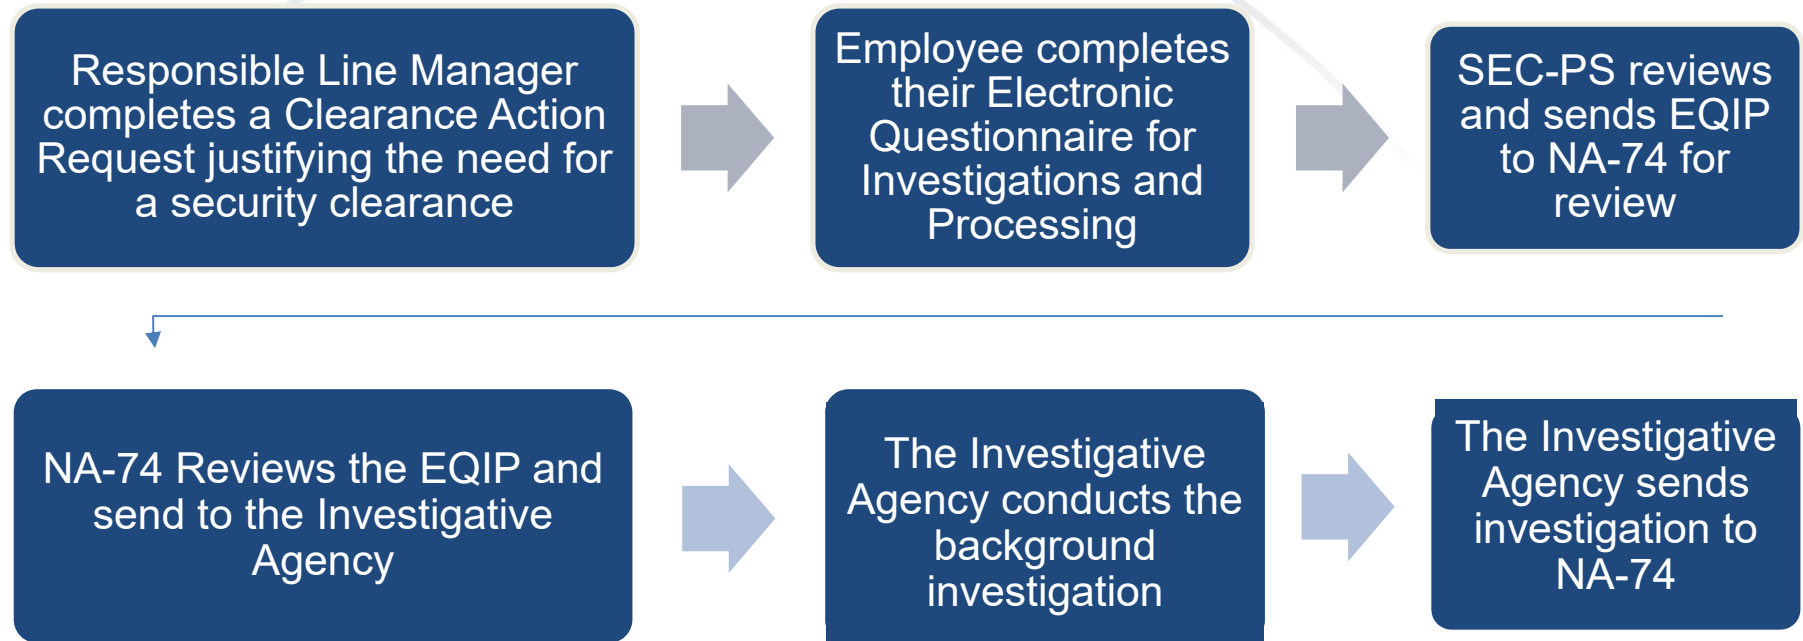 Responsible Line Manager
completes a Clearance Action
Request justifying the need for
a security clearance
Employee completes
their Electronic
Questionnaire for
Investigations and
Processing
SEC-PS reviews
and sends EQIP
to NA-74 for
review
NA-74 Reviews the EQIP and
send to the Investigative
Agency
The Investigative
Agency conducts the
background
investigation
The Investigative
Agency sends
investigation to
NA-74